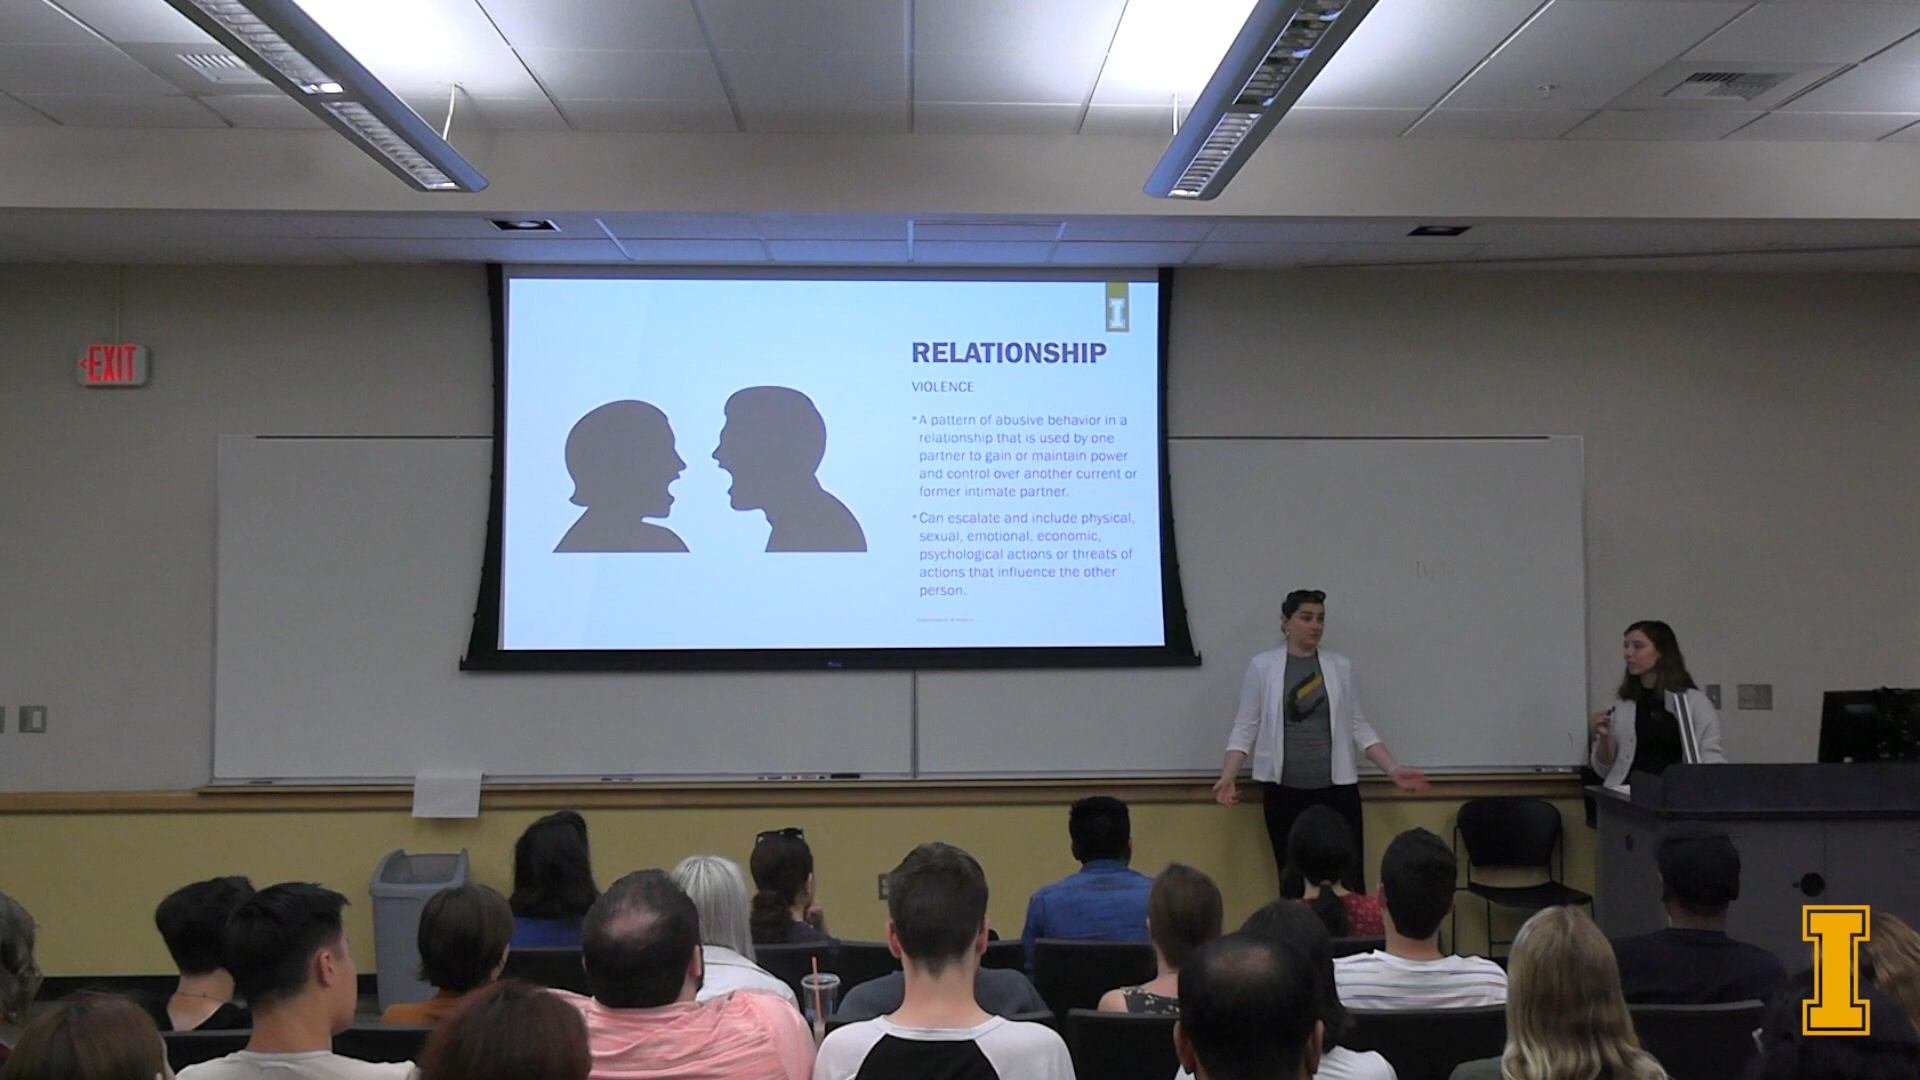 EXIT
I
RELATIONSHIP
VIOLENCE
*A pattern of abusive behavior in a
relationship that is used by one
partner to gain or maintain power
and control over another current or
former intimate partner.
*Can escalate and include physical,
sexual, emotional, economic,
psychological actions or threats of
actions that influence the other
person.
Department of
I